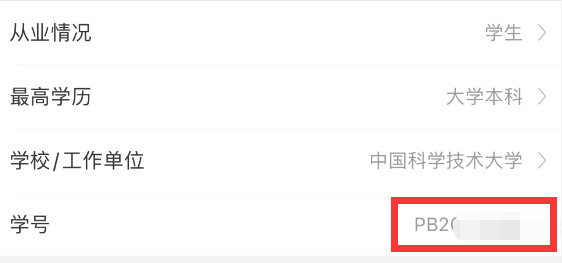 从业情况 学生
最高学历 大学本科
学校/工作单位 中国科学技术大学
学号 PB20